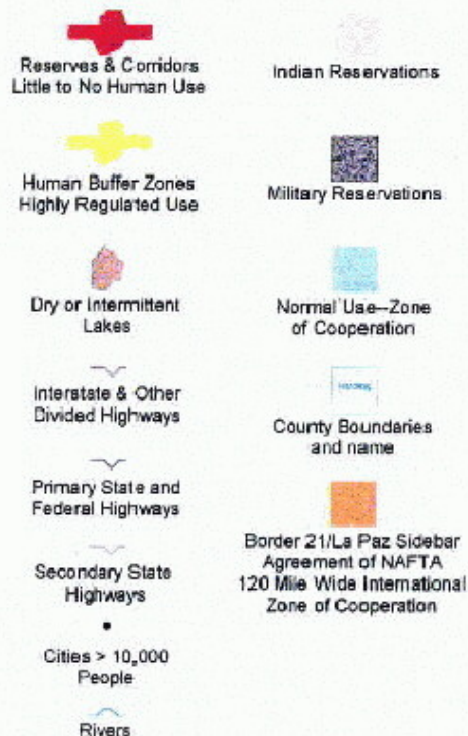 Reserves & Corridors
Little to No Human Use
Human Buffer Zones
Highly Regulated Use
Dry or Intermittent
Lakes
Interstate & Other
Divided Highways
Primary State and
Federal Highways
Secondary State
Highways
Cities > 10,000
People
Rivers
Indian Reservations
Military Reservations
Normal Use--Zone
of Cooperation
County Boundaries
and name
Border 21/La Paz Sidebar
Agreement of NAFTA
120 Mile Wide International
Zone of Cooperation